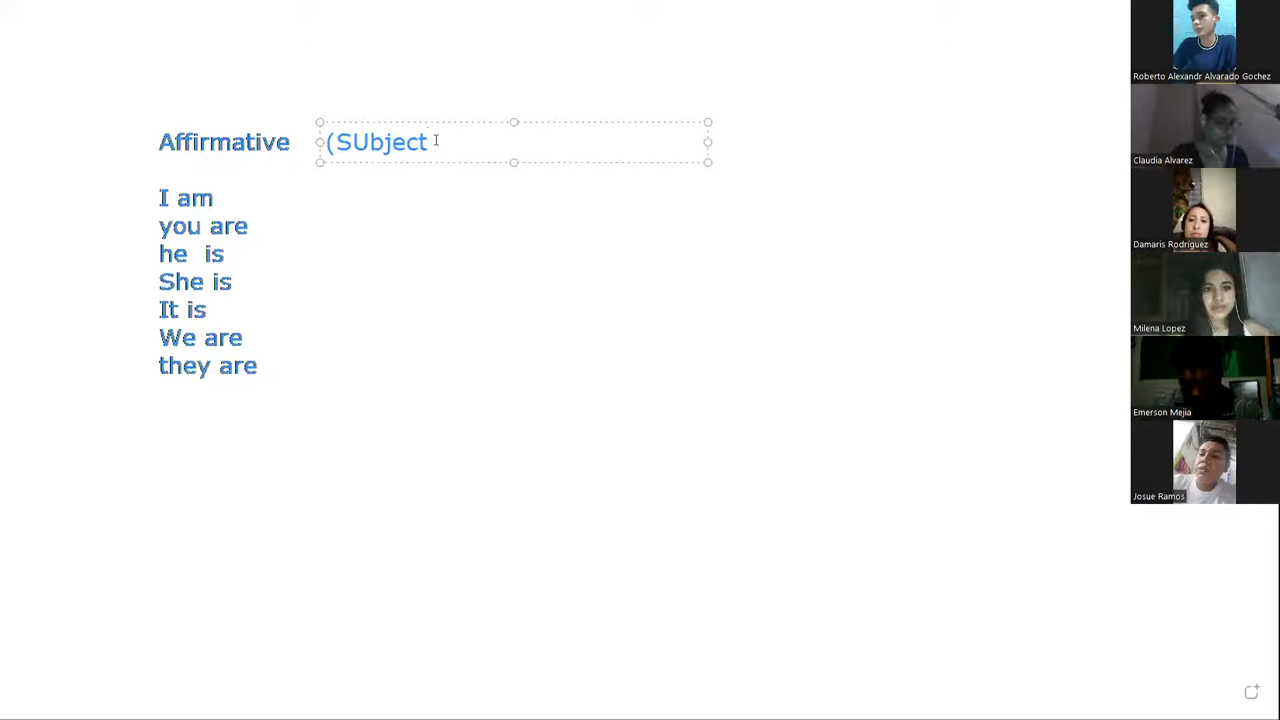 Affirmative (SUbject
I am
you are
he is
She is
It is
We are
they are
Roberto Alexandr Alvarado Gochez
Claudia Alvarez
Damaris Rodríguez
Milena Lopez
Emerson Mejia
Josue Ramos